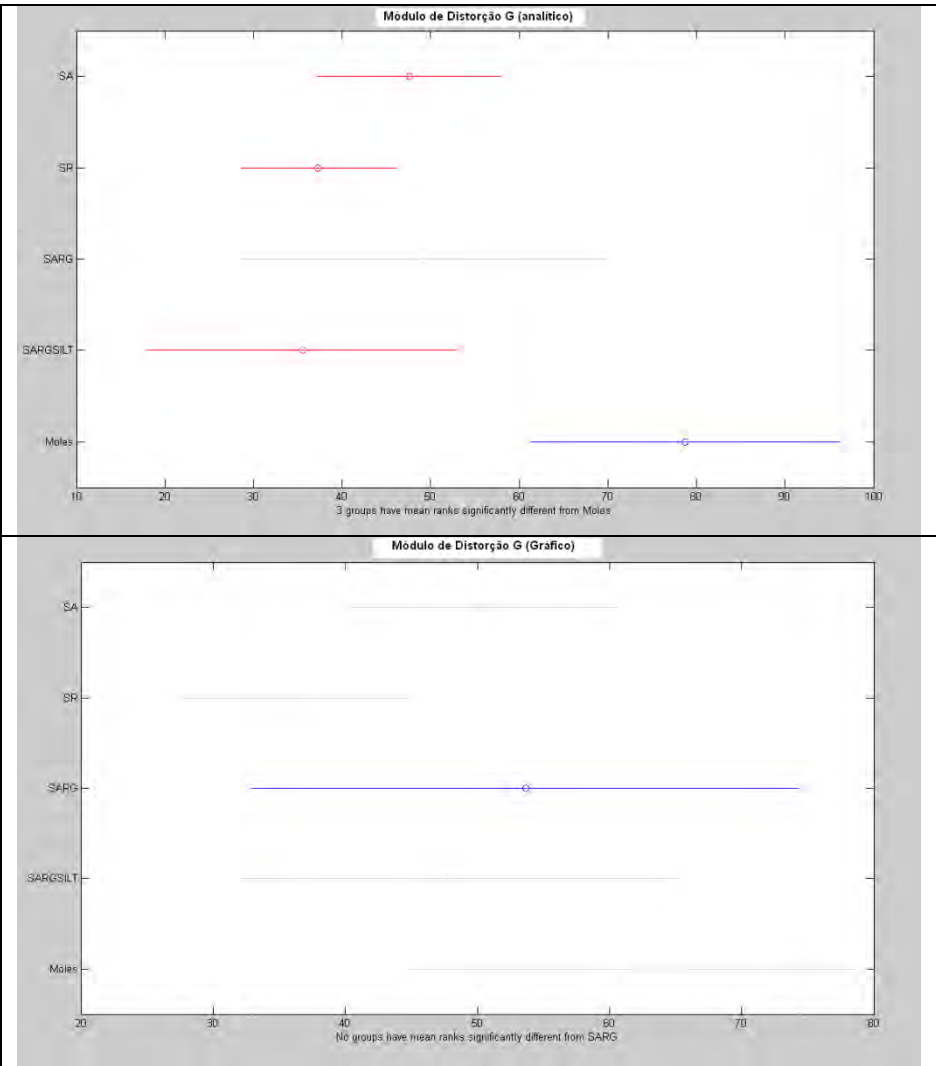 Módulo de Distorção G (analítico)
SA
SR
SARG
SARGSILT
Moles
10 20 30 40 50 60 70 80 90 100
3 groups have mean ranks significantly different from Moles
Módulo de Distorção G (Gráfico)
SA
SR
SARG
SARGSILT
Moles
20 30 40 50 60 70 80
No groups have mean ranks significantly different from SARG